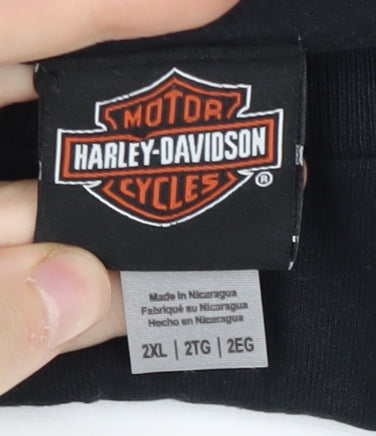 MOTOR
HARLEY-DAVIDSON
CYCLES ®
Made in Nicaragua
Fabriqué au Nicaragua
Hecho en Nicaragua
2XL | 2TG | 2EG